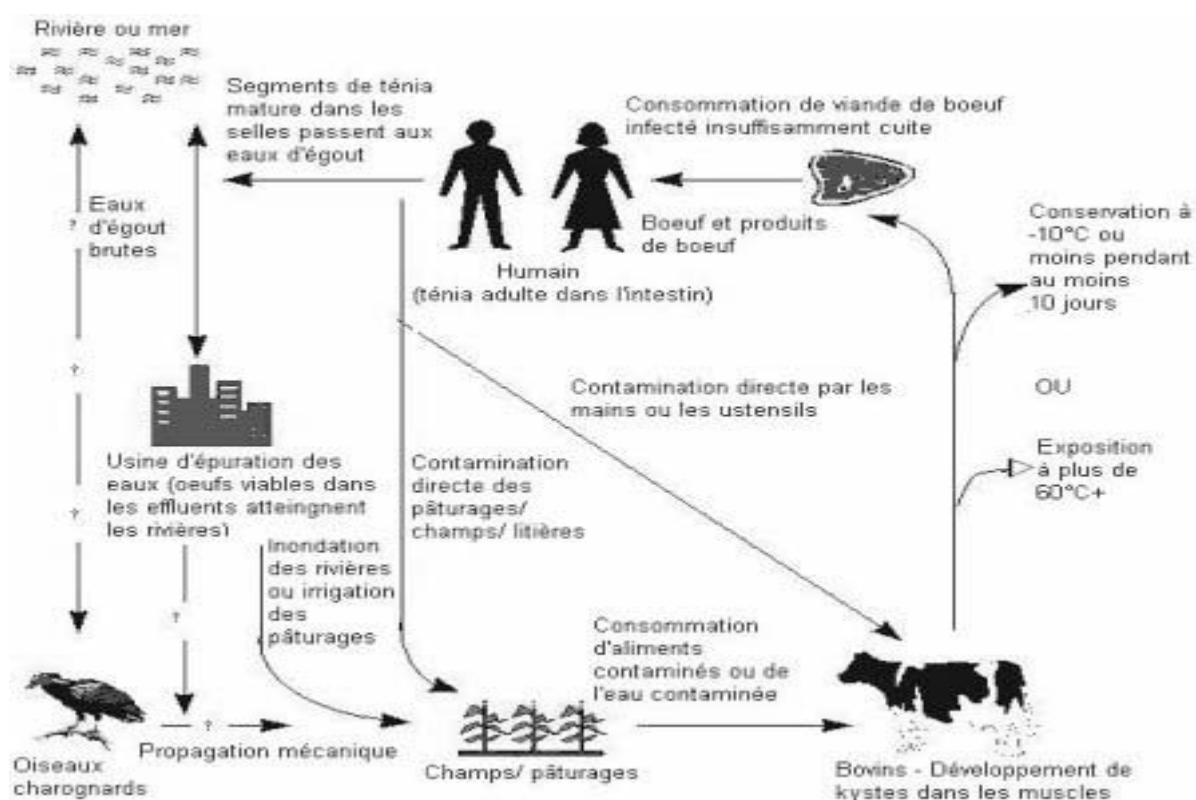 Rivière ou mer
Segments de ténia
mature dans les
selles passent aux
eaux d'égout
Consommation de viande de boeuf
infecté insuffisamment cuite
Eaux
? d'égout
brutes
Boeuf et produits
de boeuf
Humain
(ténia adulte dans l'intestin)
Conservation à
-10°C ou
moins pendant
au moins
10 jours
OU
Exposition
à plus de
60°C+
?
Contamination directe par les
mains ou les ustensils
Usine d'épuration des
eaux (oeufs viables dans
les effluents atteingnent
les rivières)
Contamination
directe des
pâturages/
champs/ litières
?
Inondation
des rivières
ou irrigation
des
pâturages
?
Consommation
d'aliments
contaminés ou de
l'eau contaminée
?
Propagation mécanique
Oiseaux
charognards
Champs/ pâturages
Bovins - Développement de
kystes dans les muscles